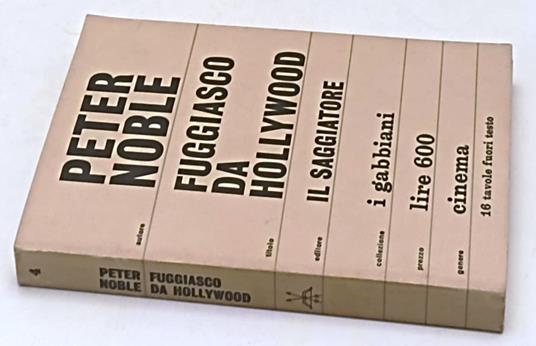 PETER
NOBLE
autore
FUGGIASCO
DA
HOLLYWOOD
titolo
IL SAGGIATORE
editore
i gabbiani
collezione
lire 600
prezzo
cinema
genere
16 tavole fuori testo
4
PETER
NOBLE
FUGGIASCO
DA HOLLYWOOD